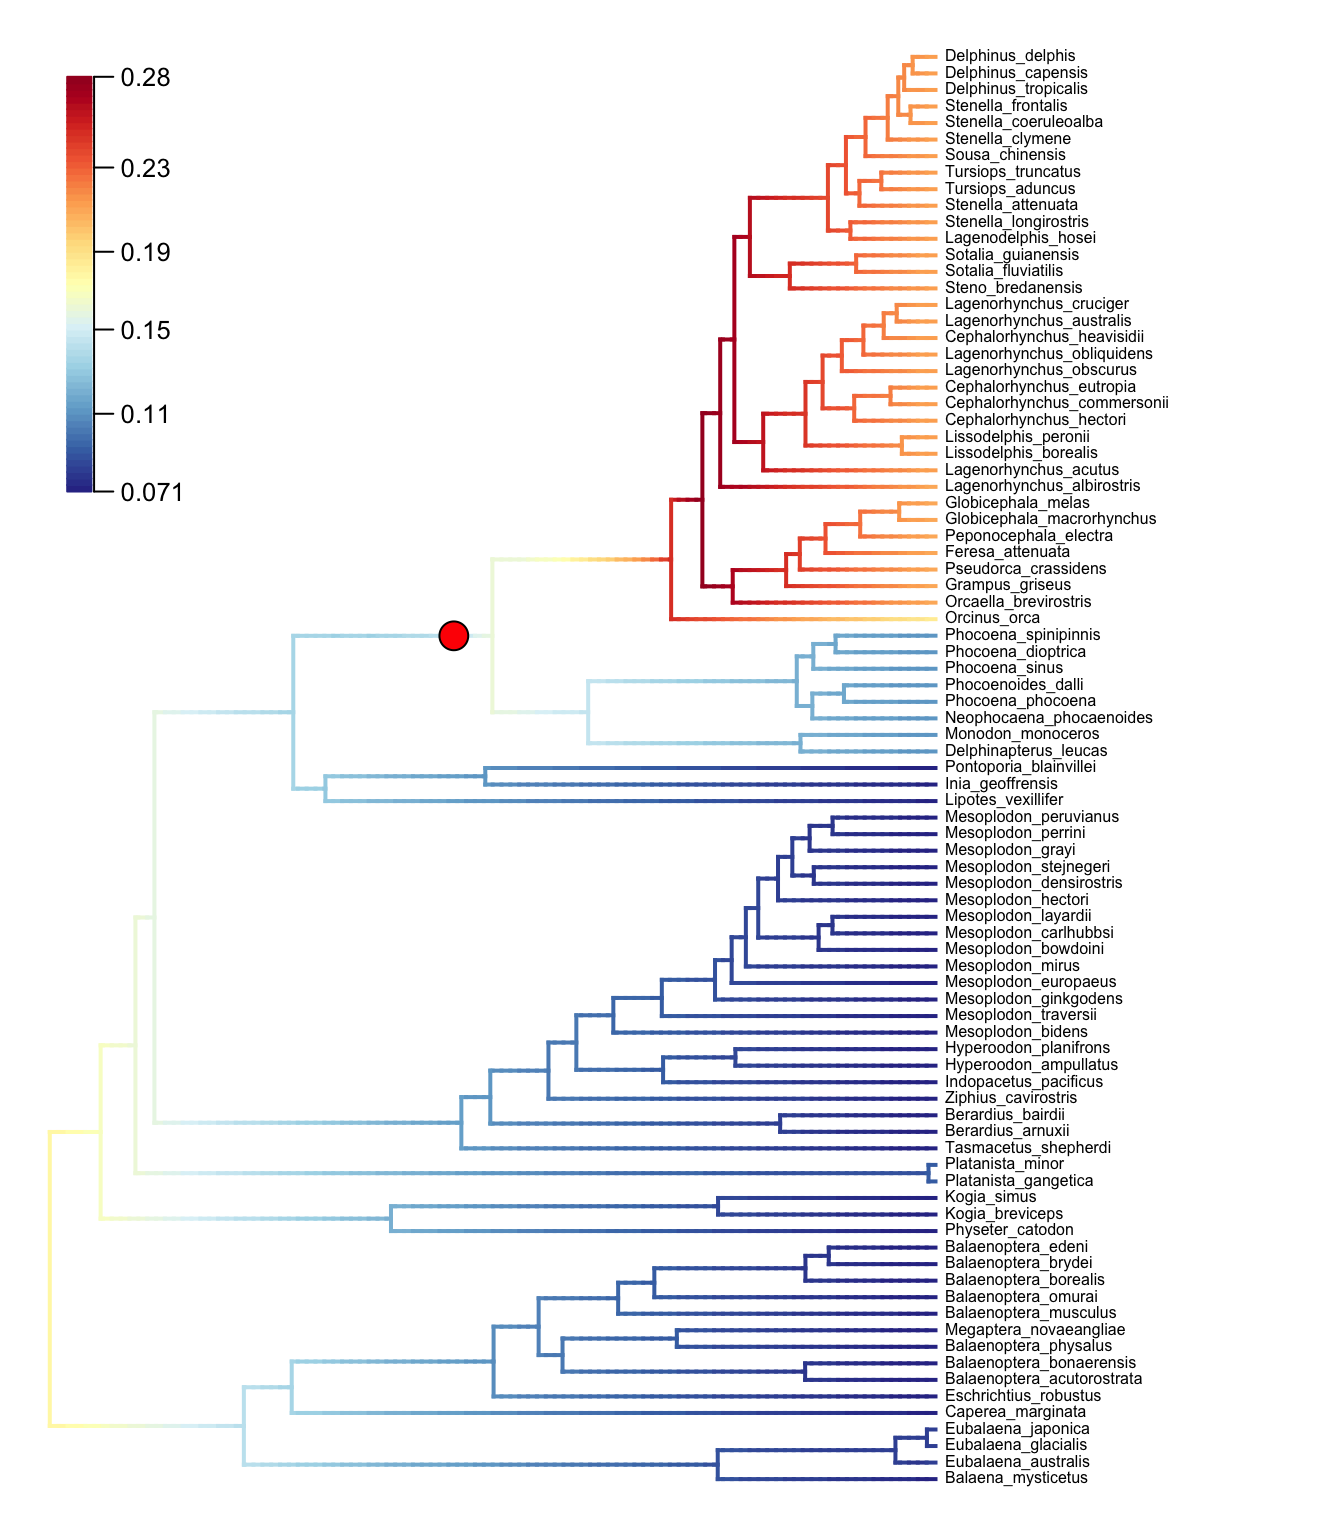 0.28
0.23
0.19
0.15
0.11
0.071
Delphinus_delphis
Delphinus_capensis
Delphinus_tropicalis
Stenella_frontalis
Stenella_coeruleoalba
Stenella_clymene
Sousa_chinensis
Tursiops_truncatus
Tursiops_aduncus
Stenella_attenuata
Stenella_longirostris
Lagenodelphis_hosei
Sotalia_guianensis
Sotalia_fluviatilis
Steno_bredanensis
Lagenorhynchus_cruciger
Lagenorhynchus_australis
Cephalorhynchus_heavisidii
Lagenorhynchus_obliquidens
Lagenorhynchus_obscurus
Cephalorhynchus_eutropia
Cephalorhynchus_commersonii
Cephalorhynchus_hectori
Lissodelphis_peronii
Lissodelphis_borealis
Lagenorhynchus_acutus
Lagenorhynchus_albirostris
Globicephala_melas
Globicephala_macrorhynchus
Peponocephala_electra
Feresa_attenuata
Pseudorca_crassidens
Grampus_griseus
Orcaella_brevirostris
Orcinus_orca
Phocoena_spinipinnis
Phocoena_dioptrica
Phocoena_sinus
Phocoenoides_dalli
Phocoena_phocoena
Neophocaena_phocaenoides
Monodon_monoceros
Delphinapterus_leucas
Pontoporia_blainvillei
Inia_geoffrensis
Lipotes_vexillifer
Mesoplodon_peruvianus
Mesoplodon_perrini
Mesoplodon_grayi
Mesoplodon_stejnegeri
Mesoplodon_densirostris
Mesoplodon_hectori
Mesoplodon_layardii
Mesoplodon_carlhubbsi
Mesoplodon_bowdoini
Mesoplodon_mirus
Mesoplodon_europaeus
Mesoplodon_ginkgodens
Mesoplodon_traversii
Mesoplodon_bidens
Hyperoodon_planifrons
Hyperoodon_ampullatus
Indopacetus_pacificus
Ziphius_cavirostris
Berardius_bairdii
Berardius_arnuxii
Tasmacetus_shepherdi
Platanista_minor
Platanista_gangetica
Kogia_simus
Kogia_breviceps
Physeter_catodon
Balaenoptera_edeni
Balaenoptera_brydei
Balaenoptera_borealis
Balaenoptera_omurai
Balaenoptera_musculus
Megaptera_novaeangliae
Balaenoptera_physalus
Balaenoptera_bonaerensis
Balaenoptera_acutorostrata
Eschrichtius_robustus
Caperea_marginata
Eubalaena_japonica
Eubalaena_glacialis
Eubalaena_australis
Balaena_mysticetus